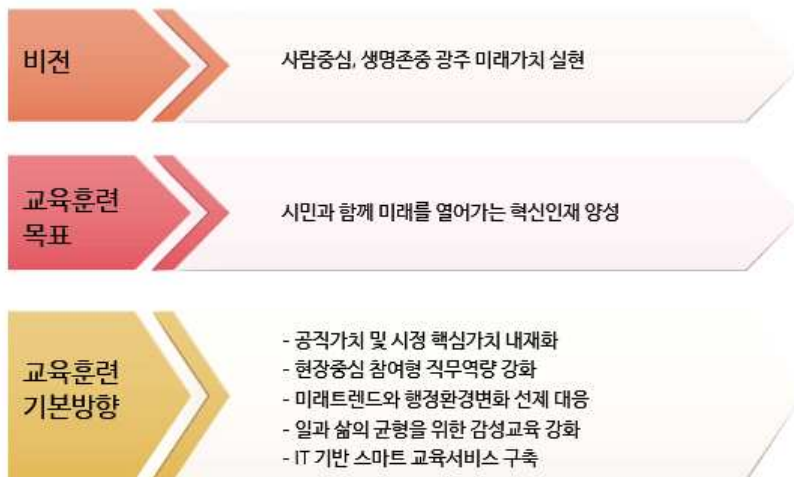 비전
사람중심, 생명존중 광주 미래가치 실현
교육훈련
목표
시민과 함께 미래를 열어가는 혁신인재 양성
교육훈련
기본방향
- 공직가치 및 시정 핵심가치 내재화
- 현장중심 참여형 직무역량 강화
- 미래트렌드와 행정환경변화 선제 대응
- 일과 삶의 균형을 위한 감성교육 강화
- IT 기반 스마트 교육서비스 구축